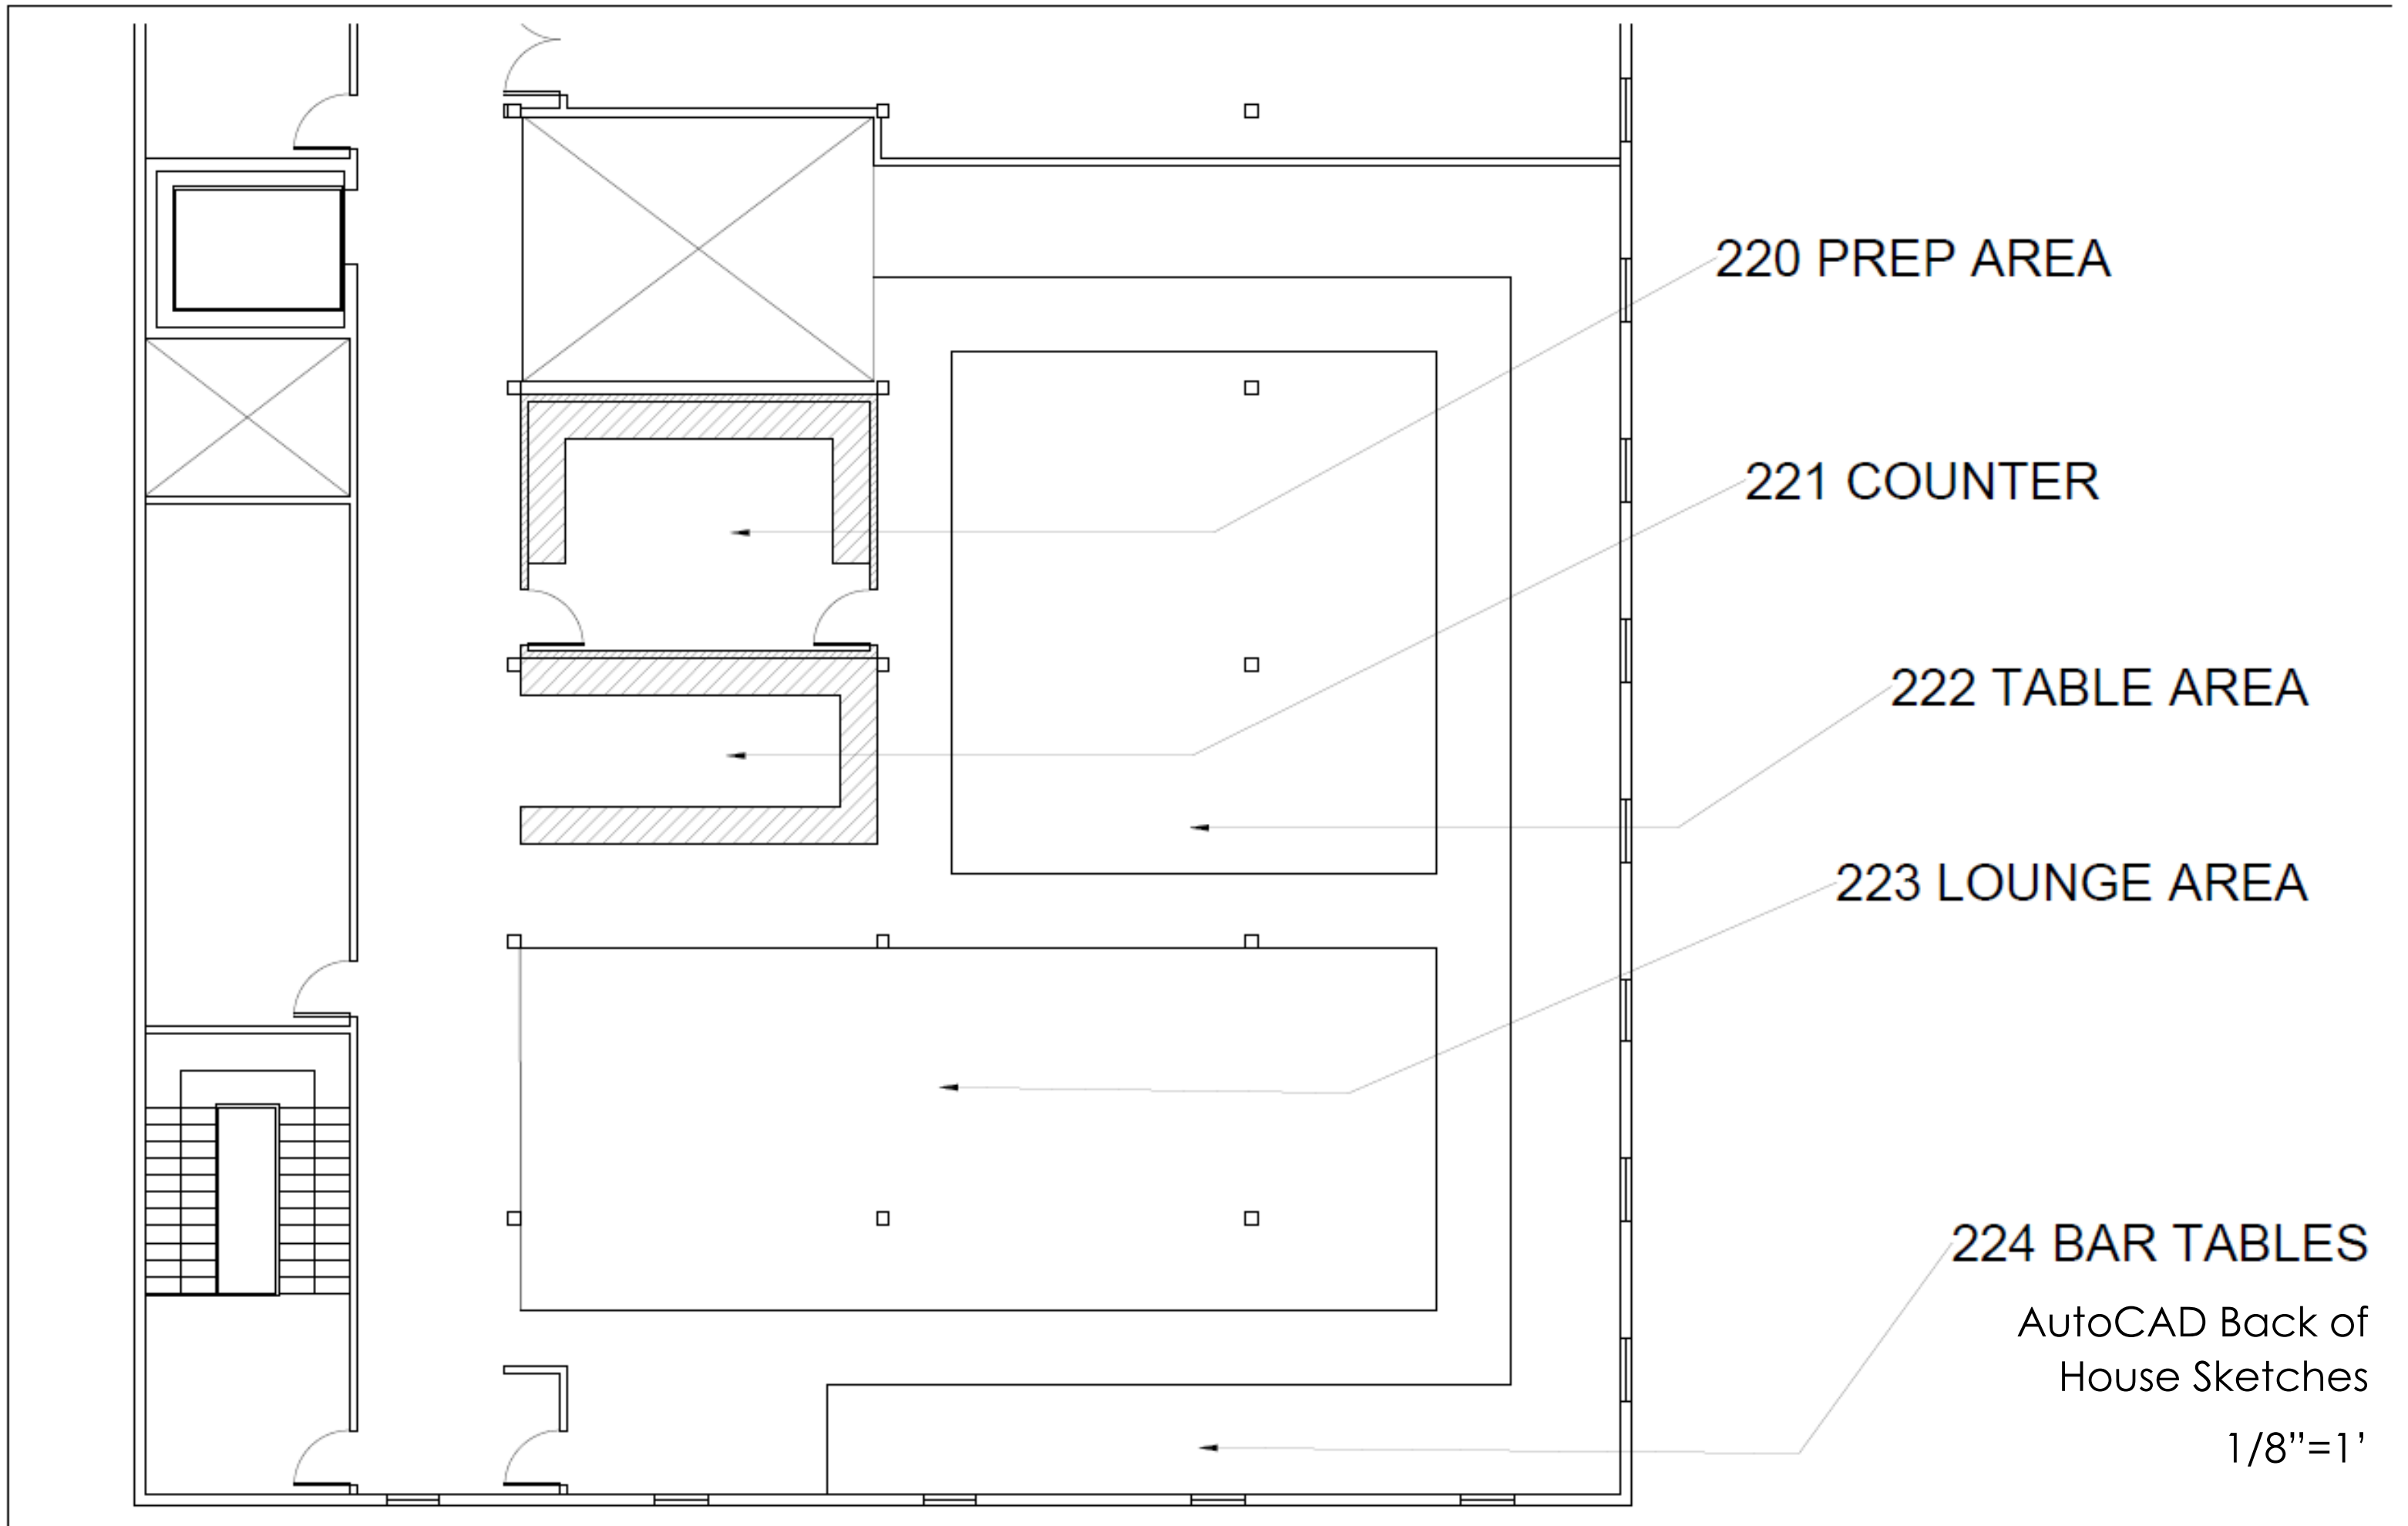 220 PREP AREA
221 COUNTER
222 TABLE AREA
223 LOUNGE AREA
224 BAR TABLES
AutoCAD Back of
House Sketches
1/8”=1’